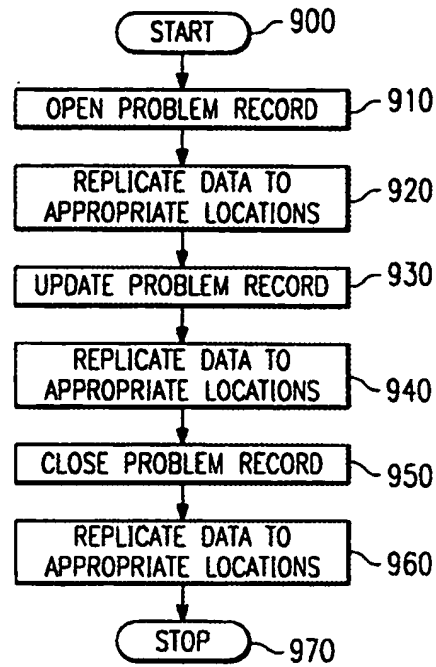 START 900
OPEN PROBLEM RECORD 910
REPLICATE DATA TO
APPROPRIATE LOCATIONS 920
UPDATE PROBLEM RECORD 930
REPLICATE DATA TO
APPROPRIATE LOCATIONS 940
CLOSE PROBLEM RECORD 950
REPLICATE DATA TO
APPROPRIATE LOCATIONS 960
STOP 970